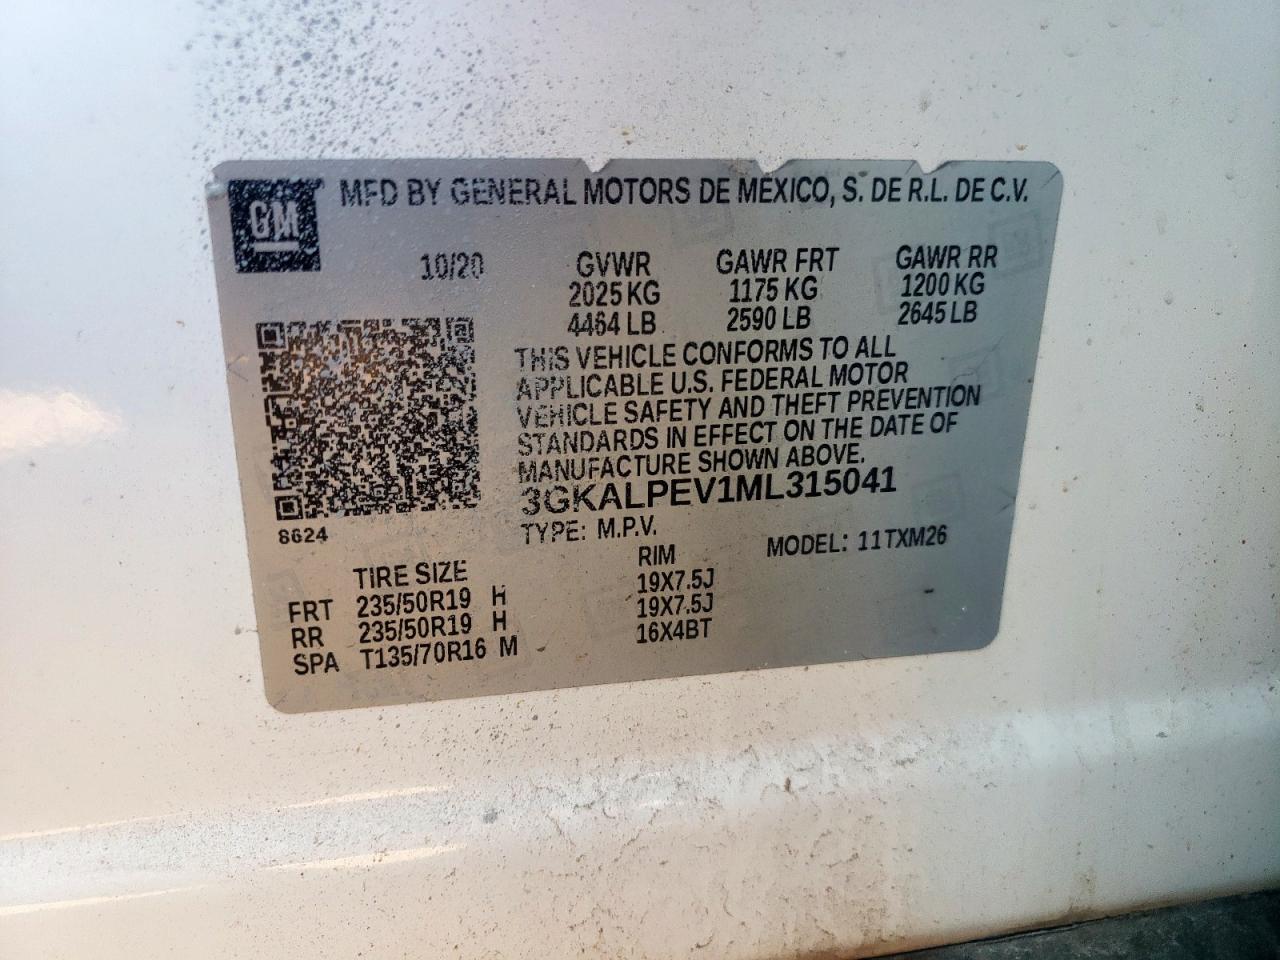 GM
MFD BY GENERAL MOTORS DE MEXICO, S. DE R.L. DE C.V.
10/20 GVWR GAWR FRT GAWR RR
2025 KG 1175 KG 1200 KG
4464 LB 2590 LB 2645 LB
THIS VEHICLE CONFORMS TO ALL
APPLICABLE U.S. FEDERAL MOTOR
VEHICLE SAFETY AND THEFT PREVENTION
STANDARDS IN EFFECT ON THE DATE OF
MANUFACTURE SHOWN ABOVE.
3GKALPEV1ML315041
8624
TYPE: M.P.V. MODEL: 11TXM26
TIRE SIZE RIM
FRT 235/50R19 H 19X7.5J
RR 235/50R19 H 19X7.5J
SPA T135/70R16 M 16X4BT